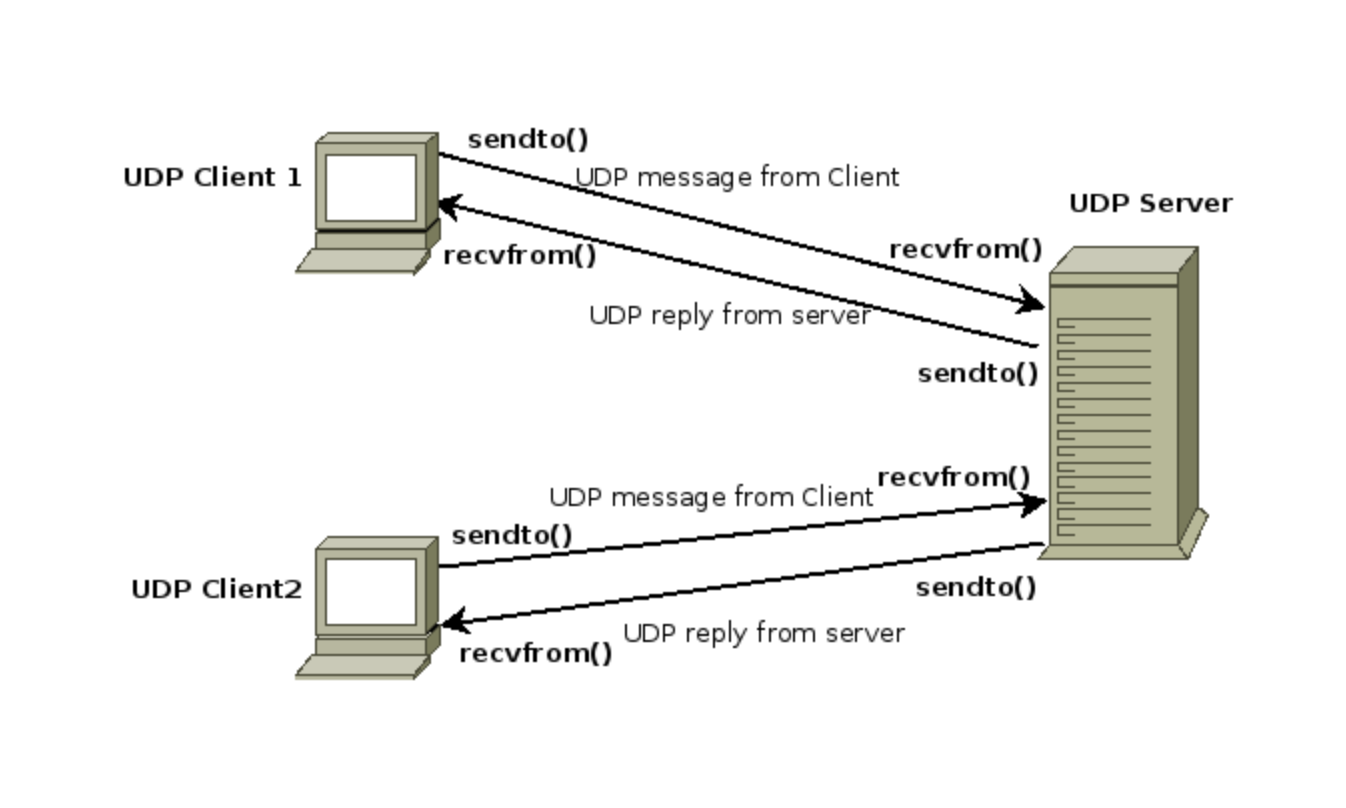 sendto()
UDP Client 1
UDP message from Client
UDP Server
recvfrom()
recvfrom()
UDP reply from server
sendto()
recvfrom()
UDP message from Client
sendto()
UDP Client2
sendto()
UDP reply from server
recvfrom()